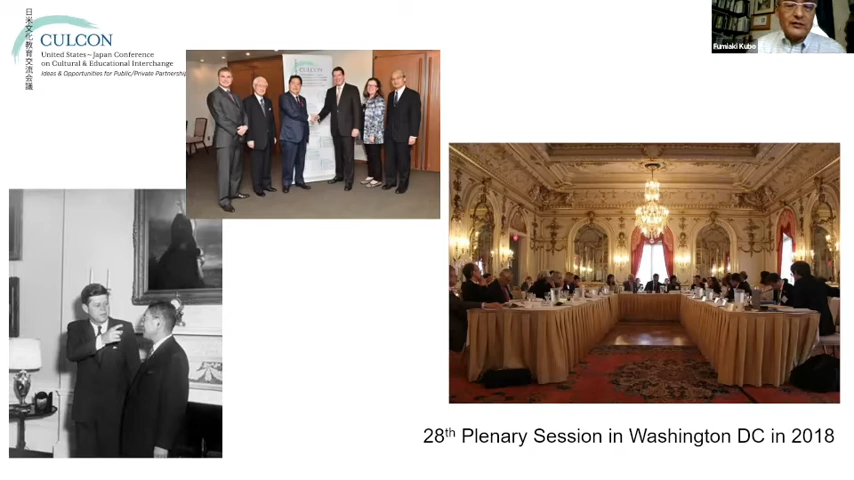 日米文化教育交流会議
CULCON
United States~Japan Conference
on Cultural & Educational Interchange
Ideas & Opportunities for Public/Private Partnership
CULCON
Fumiaki Kubo
28th Plenary Session in Washington DC in 2018